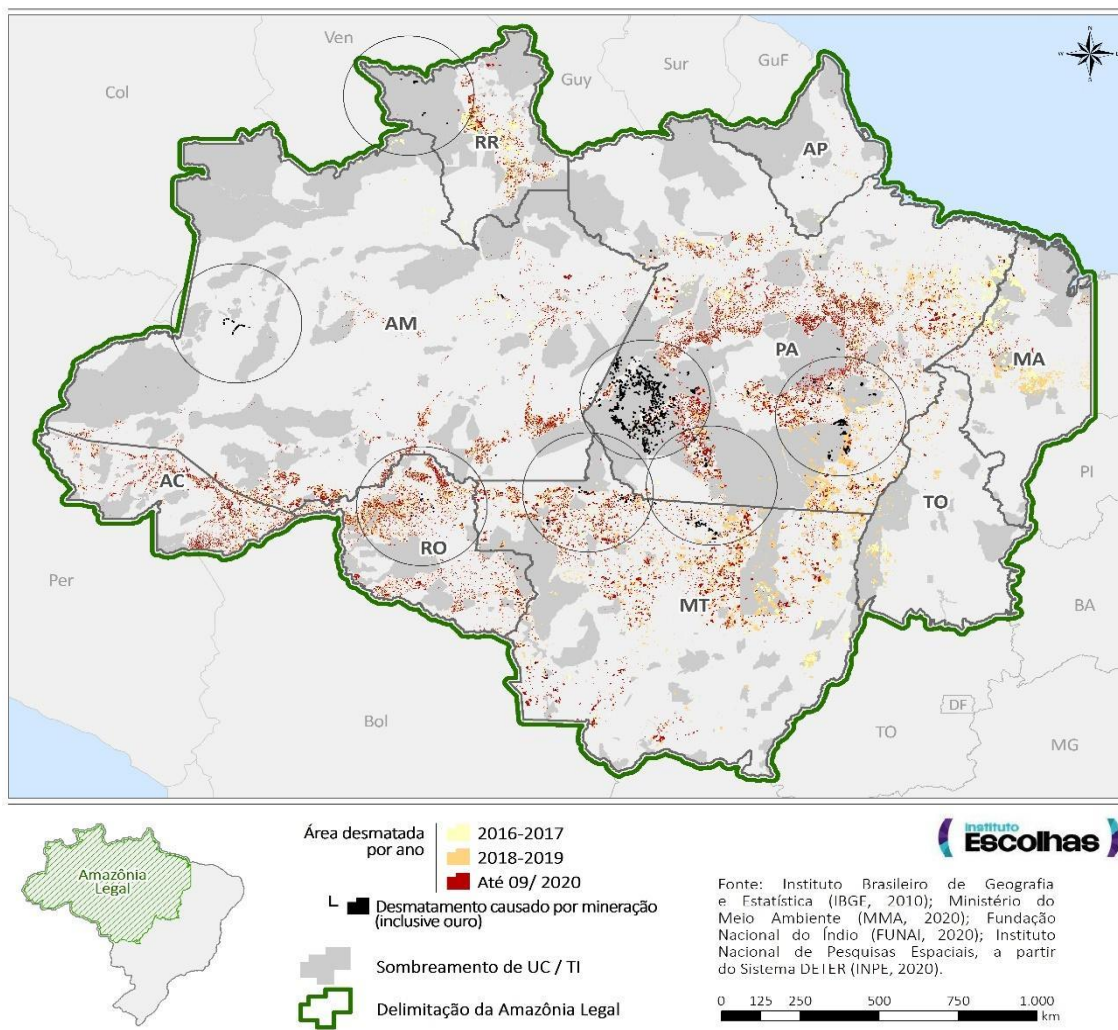 Ven
Col
Guy
Sur
GuF
RR
AP
AM
PA
MA
AC
RO
TO
MT
PI
BA
Per
Bol
TO
DF
MG
Amazônia
Legal
Área desmatada
por ano
2016-2017
2018-2019
Até 09/ 2020
Desmatamento causado por mineração
(inclusive ouro)
Sombreamento de UC / TI
Delimitação da Amazônia Legal
Instituto
Escolhas
Fonte: Instituto Brasileiro de Geografia
e Estatística (IBGE, 2010); Ministério do
Meio Ambiente (MMA, 2020); Fundação
Nacional do Índio (FUNAI, 2020); Instituto
Nacional de Pesquisas Espaciais, a partir
do Sistema DETER (INPE, 2020).
0 125 250 500 750 1.000
km